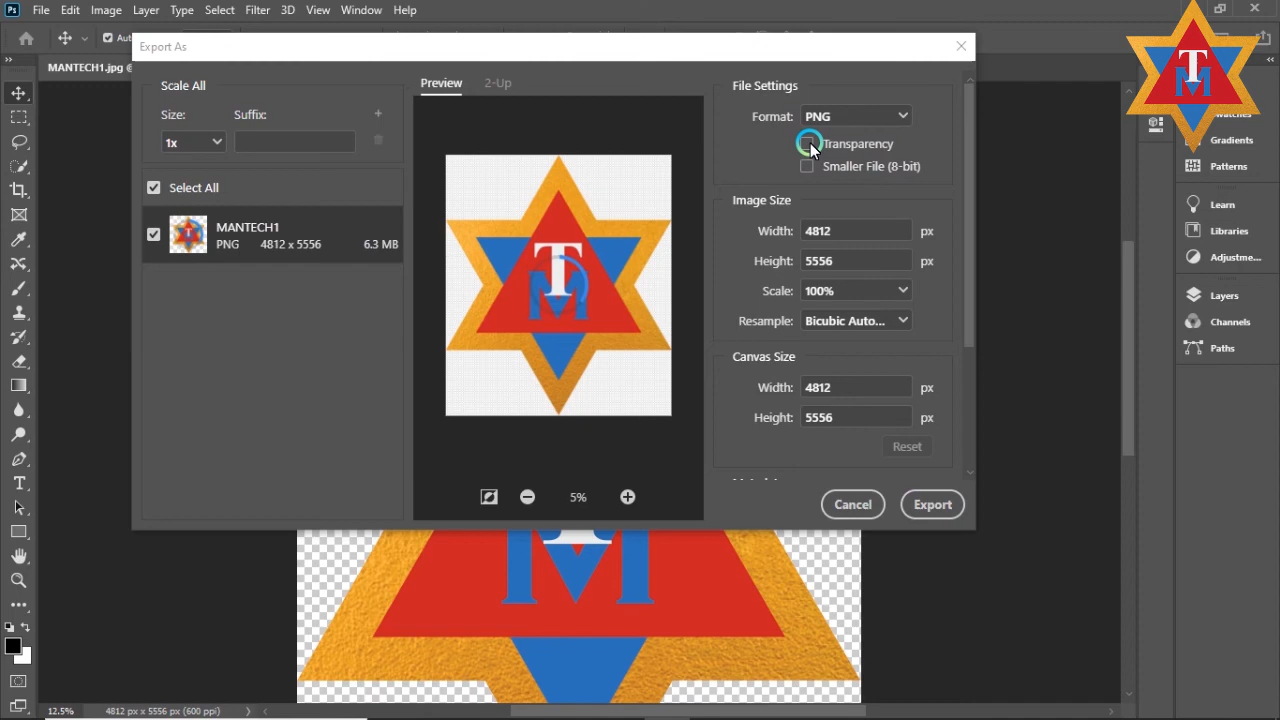 Ps File Edit Image Layer Type Select Filter 3D View Window Help
MANTECH1.jpg @
Export As
Scale All
Size: Suffix:
1x
Select All
MANTECH1
PNG 4812 x 5556 6.3 MB
Preview 2-Up
TM
5%
File Settings
Format: PNG
Transparency
Smaller File (8-bit)
Image Size
Width: 4812 px
Height: 5556 px
Scale: 100%
Resample: Bicubic Auto...
Canvas Size
Width: 4812 px
Height: 5556 px
Reset
Cancel Export
TM
Gradients
Patterns
Learn
Libraries
Adjustme...
Layers
Channels
Paths
M
12.5% 4812 px x 5556 px (600 ppi)